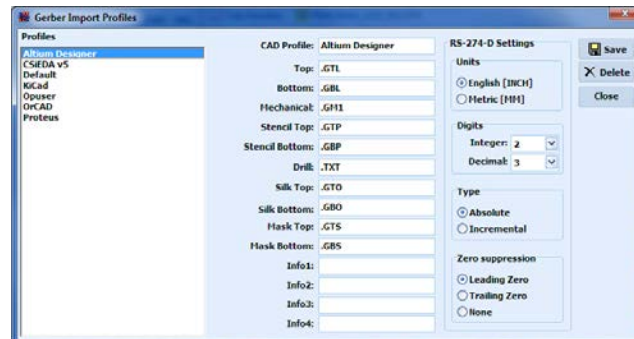 Gerber Import Profiles
Profiles
Altium Designer
CSiEDA v5
Default
KiCad
Opuser
OrCAD
Proteus
CAD Profile: Altium Designer
Top: .GTL
Bottom: .GBL
Mechanical: .GM1
Stencil Top: .GTP
Stencil Bottom: .GBP
Drill: .TXT
Silk Top: .GTO
Silk Bottom: .GBO
Mask Top: .GTS
Mask Bottom: .GBS
Info1:
Info2:
Info3:
Info4:
RS-274-D Settings
Units
English [INCH]
Metric [MM]
Digits
Integer: 2
Decimal: 3
Type
Absolute
Incremental
Zero suppression
Leading Zero
Trailing Zero
None
Save
Delete
Close